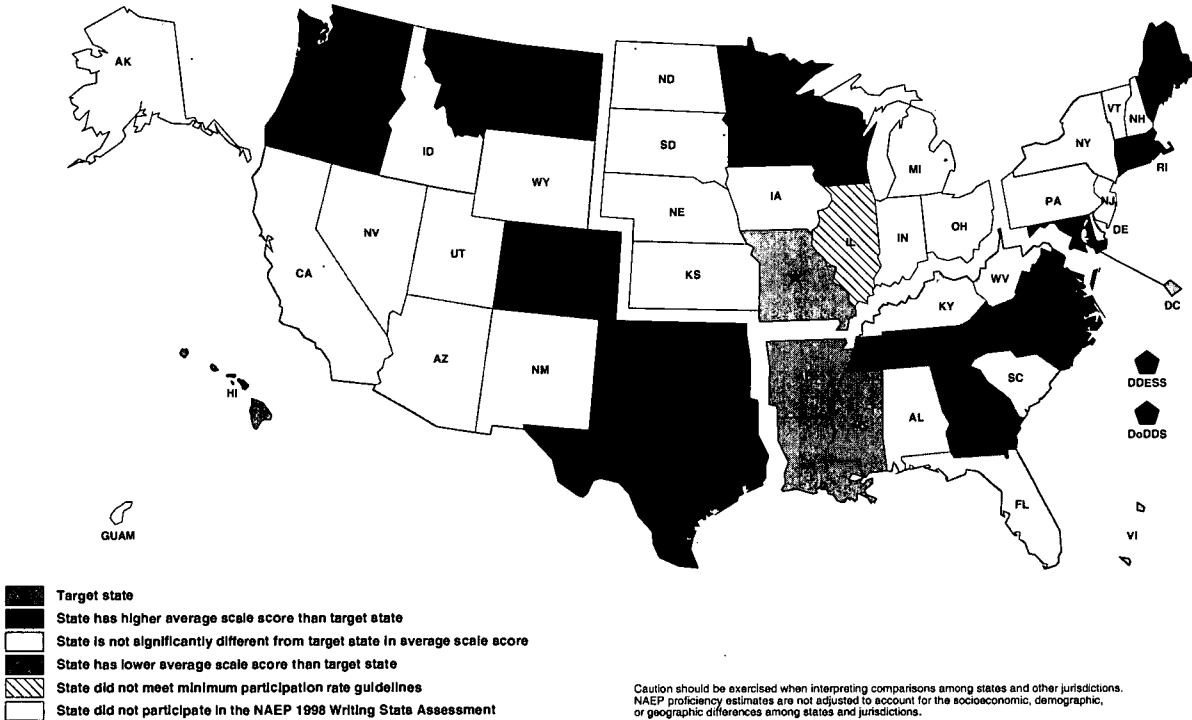 AK
ND
VT
NH
ID
SD
NY
MI
RI
WY
IA
PA
NJ
NE
DE
NV
IL
IN
OH
UT
CA
KS
WV
KY
DC
AZ
NM
SC
HI
AL
DDESS
DoDDS
FL
GUAM
VI
Target state
State has higher average scale score than target state
State is not significantly different from target state in average scale score
State has lower average scale score than target state
State did not meet minimum participation rate guidelines
State did not participate in the NAEP 1998 Writing State Assessment
Caution should be exercised when interpreting comparisons among states and other jurisdictions.
NAEP proficiency estimates are not adjusted to account for the socioeconomic, demographic,
or geographic differences among states and jurisdictions.